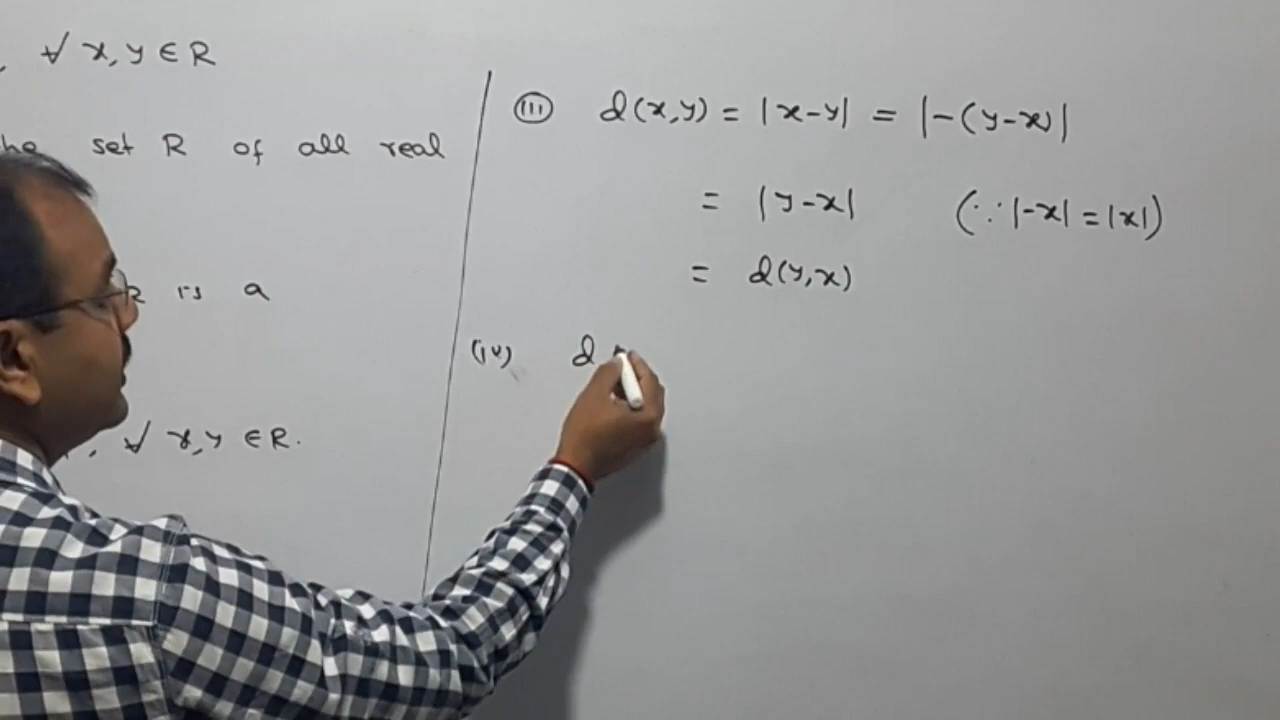 , ∀ x, y ∈ R
set R of all real
is a
, ∀ x, y ∈ R.
(iii) d(x,y) = |x-y| = |-(y-x)|
= |y-x| (∵ |-x| = |x|)
= d(y,x)
(iv) d